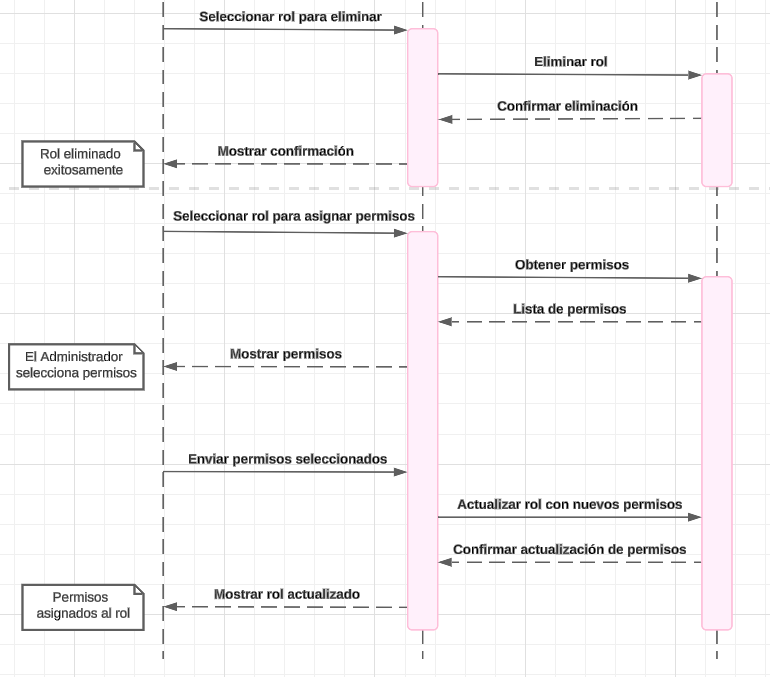 Seleccionar rol para eliminar
Eliminar rol
Confirmar eliminación
Mostrar confirmación
Rol eliminado
exitosamente
Seleccionar rol para asignar permisos
Obtener permisos
Lista de permisos
Mostrar permisos
El Administrador
selecciona permisos
Enviar permisos seleccionados
Actualizar rol con nuevos permisos
Confirmar actualización de permisos
Mostrar rol actualizado
Permisos
asignados al rol